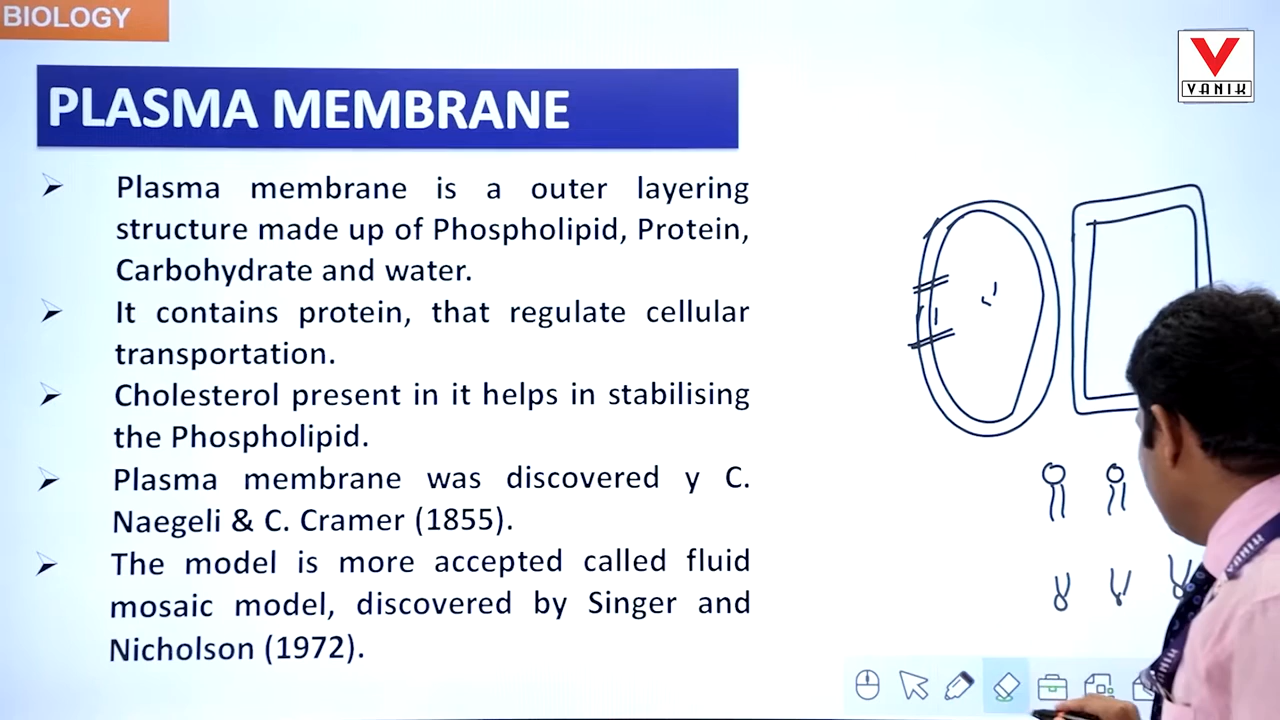 BIOLOGY
VANIK
PLASMA MEMBRANE
➢ Plasma membrane is a outer layering
structure made up of Phospholipid, Protein,
Carbohydrate and water.
➢ It contains protein, that regulate cellular
transportation.
➢ Cholesterol present in it helps in stabilising
the Phospholipid.
➢ Plasma membrane was discovered y C.
Naegeli & C. Cramer (1855).
➢ The model is more accepted called fluid
mosaic model, discovered by Singer and
Nicholson (1972).
VANIK